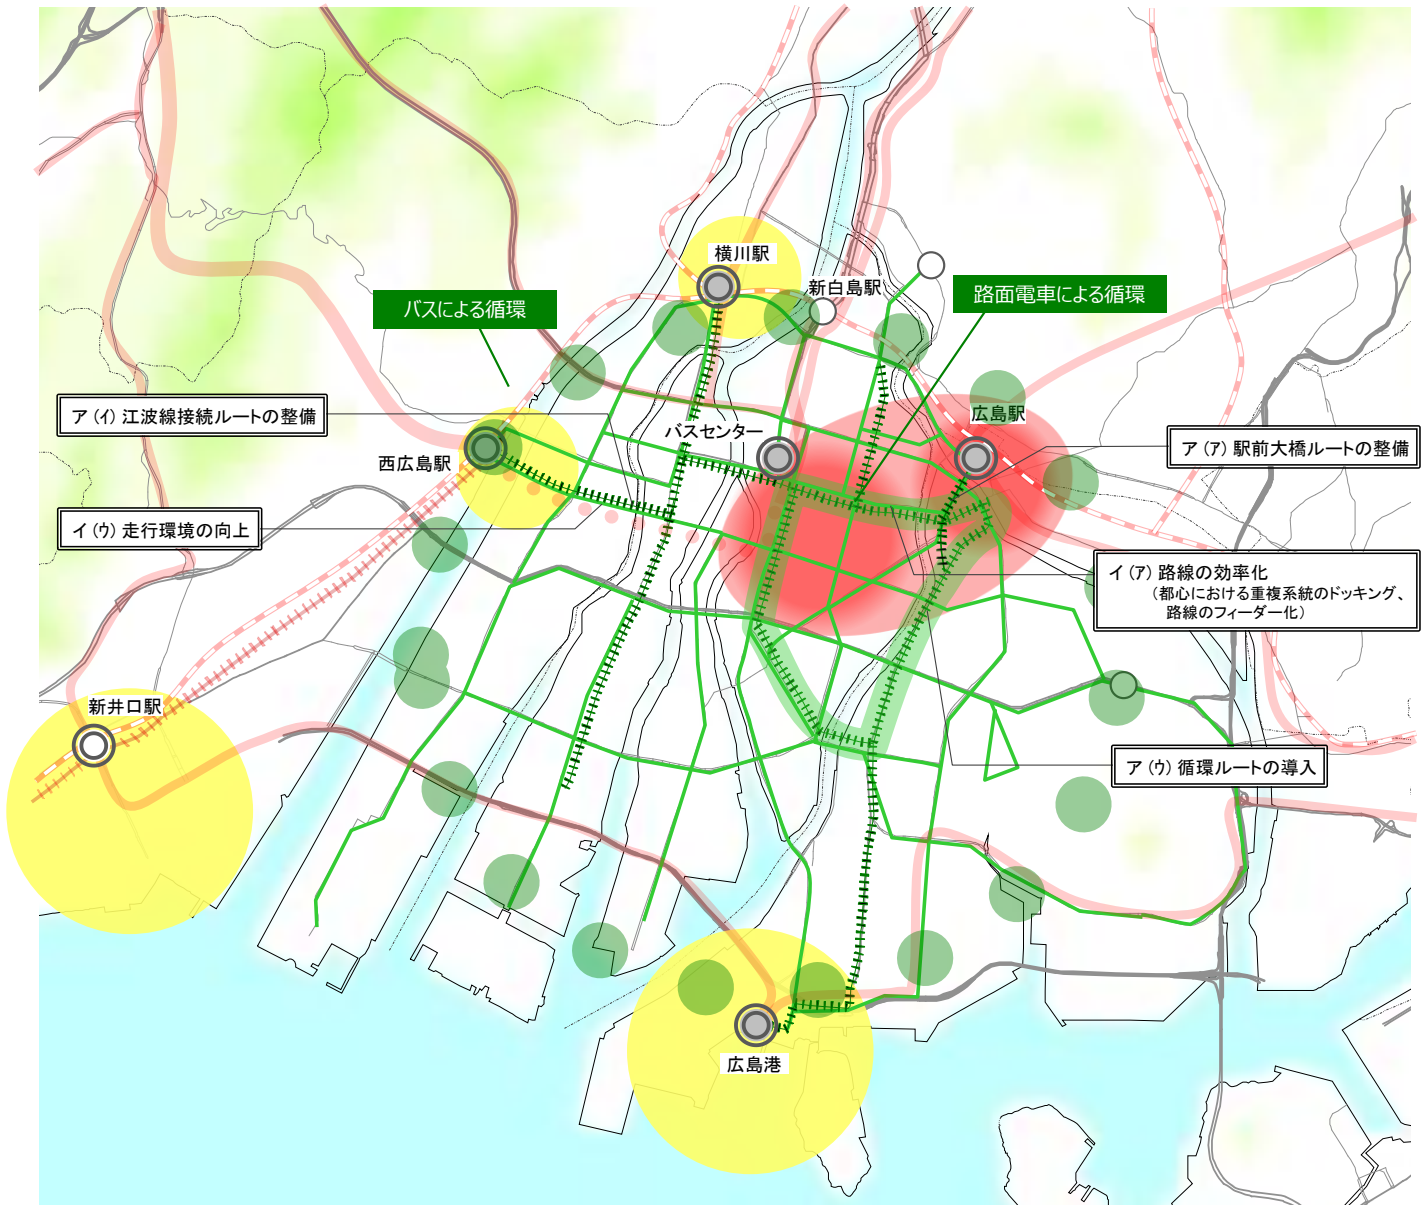 横川駅
新白島駅
バスによる循環
路面電車による循環
ア(イ) 江波線接続ルートの整備
広島駅
バスセンター
西広島駅
ア(ア) 駅前大橋ルートの整備
イ(ウ) 走行環境の向上
イ(ア) 路線の効率化
(都心における重複系統のドッキング、
路線のフィーダー化)
新井口駅
ア(ウ) 循環ルートの導入
広島港